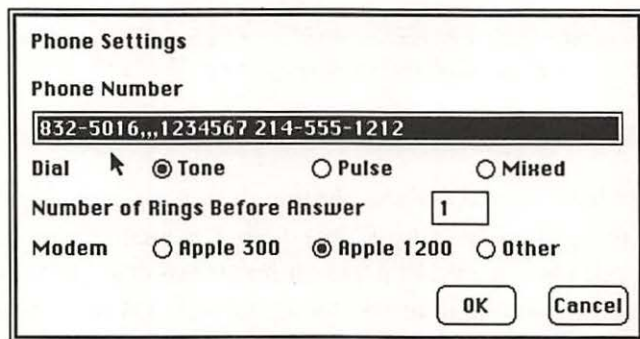 Phone Settings
Phone Number
832-5016,,,1234567 214-555-1212
Dial Tone Pulse Mixed
Number of Rings Before Answer 1
Modem Apple 300 Apple 1200 Other
OK Cancel